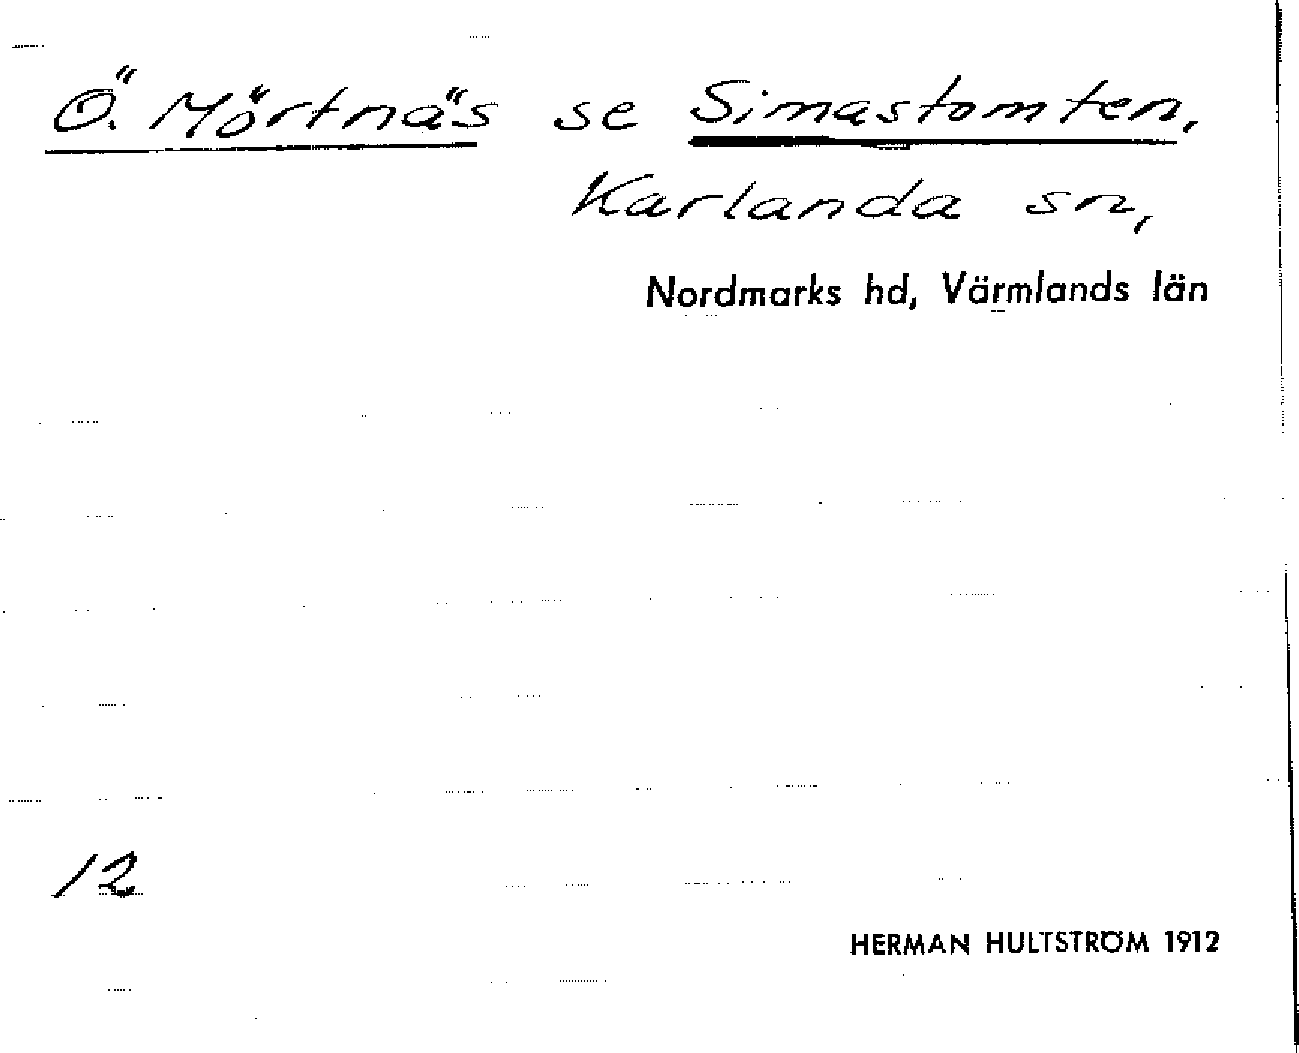 Ö. Mörtnäs se Simastomten,
Karlanda sn,
Nordmarks hd, Värmlands län
12
HERMAN HULTSTRÖM 1912